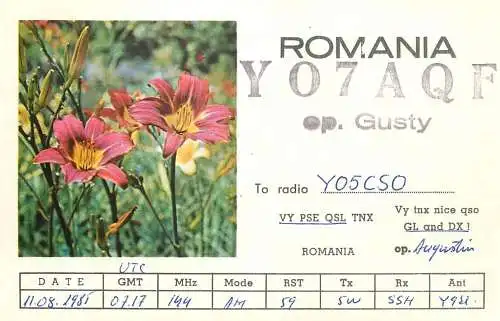 ROMANIA
YO7AQF
op. Gusty
To radio YO5CSO
VY PSE QSL TNX
Vy tnx nice qso
GL and DX !
ROMANIA
op. Augustin
UTC
DATE GMT MHz Mode RST Tx Rx Ant
11.08.1985 07.17 144 AM 59 5W SSH